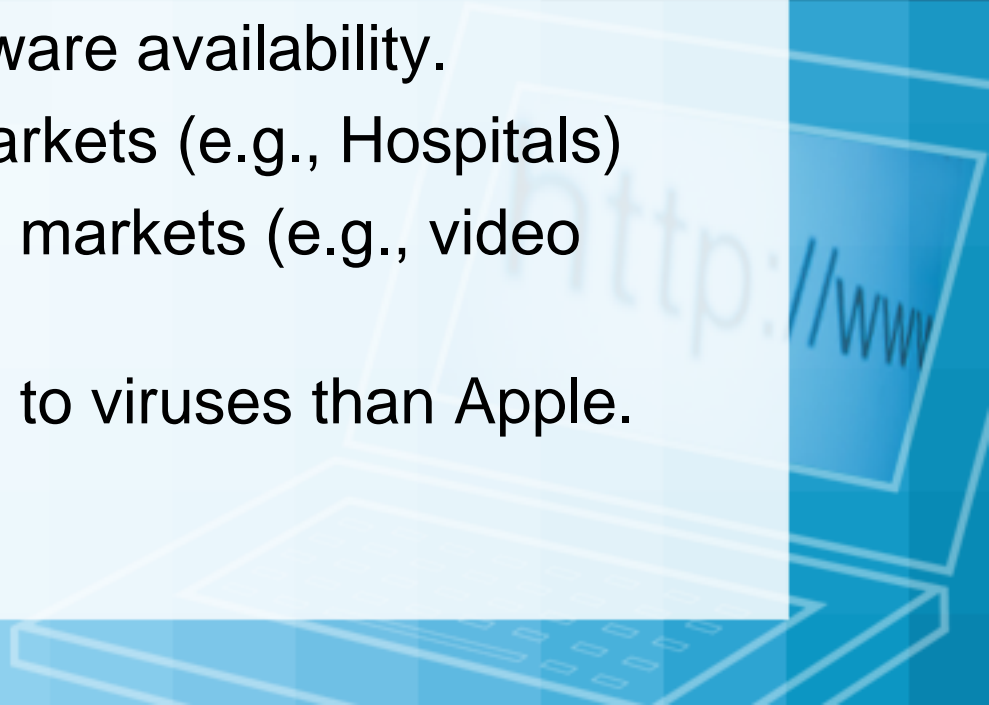 ware availability.
arkets (e.g., Hospitals)
markets (e.g., video
to viruses than Apple.
http://www